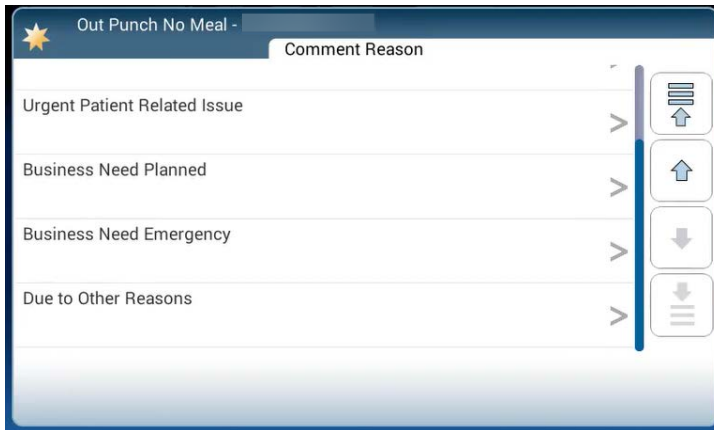 Out Punch No Meal -
Comment Reason
Urgent Patient Related Issue
Business Need Planned
Business Need Emergency
Due to Other Reasons